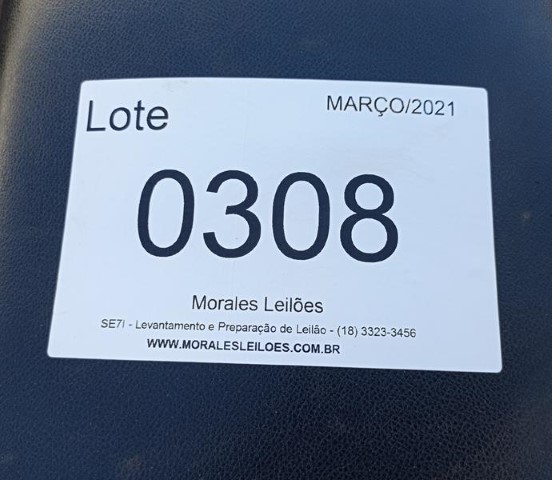 Lote
MARÇO/2021
0308
Morales Leilões
SE7I - Levantamento e Preparação de Leilão - (18) 3323-3456
WWW.MORALESLEILOES.COM.BR